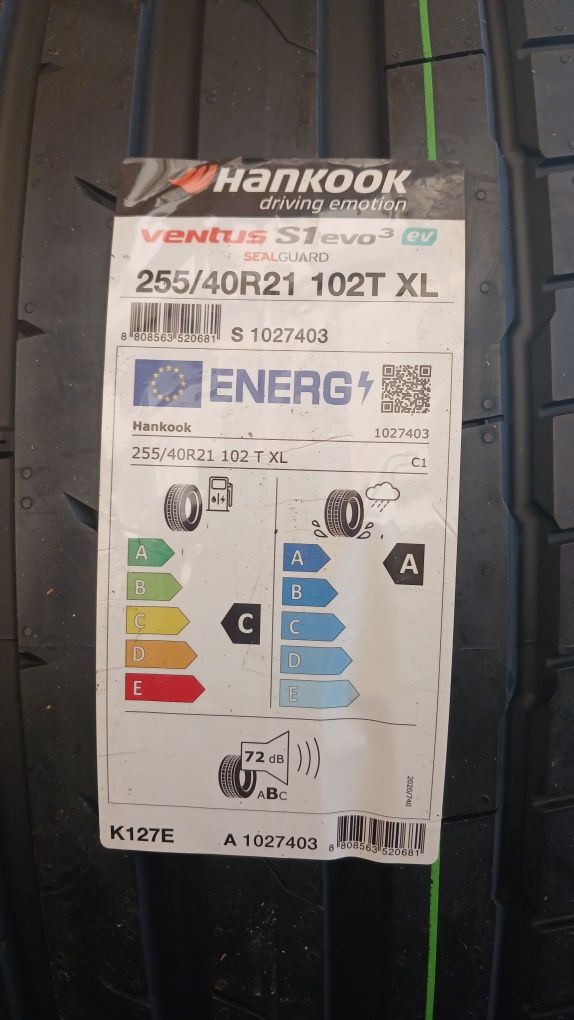 Hankook
driving emotion
ventus S1 evo³ ev
SEALGUARD
255/40R21 102T XL
8 808563 520681
S 1027403
ENERG
Hankook
1027403
255/40R21 102 T XL
C1
A
A
A
B
B
C
C
C
D
D
E
E
72 dB
ABC
2020/740
K127E
A 1027403
8 808563 520681